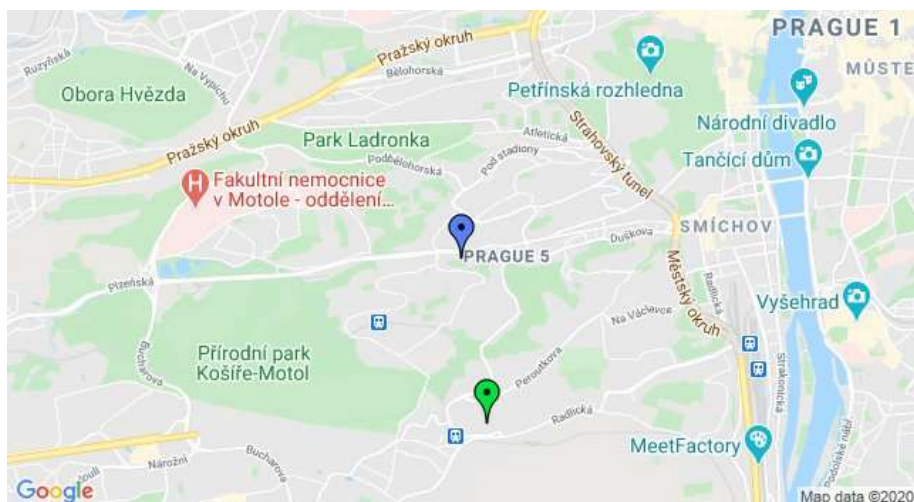 PRAGUE 1
Pražský okruh
Ruzyňská
Na Vypichu
Bělohorská
Petřínská rozhledna
MŮSTE
Obora Hvězda
Národní divadlo
Park Ladronka
Atletická
Strahovský tunel
Pražský okruh
Podbělohorská
Pod stadiony
Tančící dům
H
Fakultní nemocnice
v Motole - oddělení...
SMÍCHOV
Duškova
PRAGUE 5
Plzeňská
Městský okruh
Radlická
Vyšehrad
Na Václavce
Bucharova
Přírodní park
Košíře-Motol
Peroutkova
Strakonická
Radlická
MeetFactory
Bucharova
Nárožní
Podolské nábř
Google
Map data ©2020